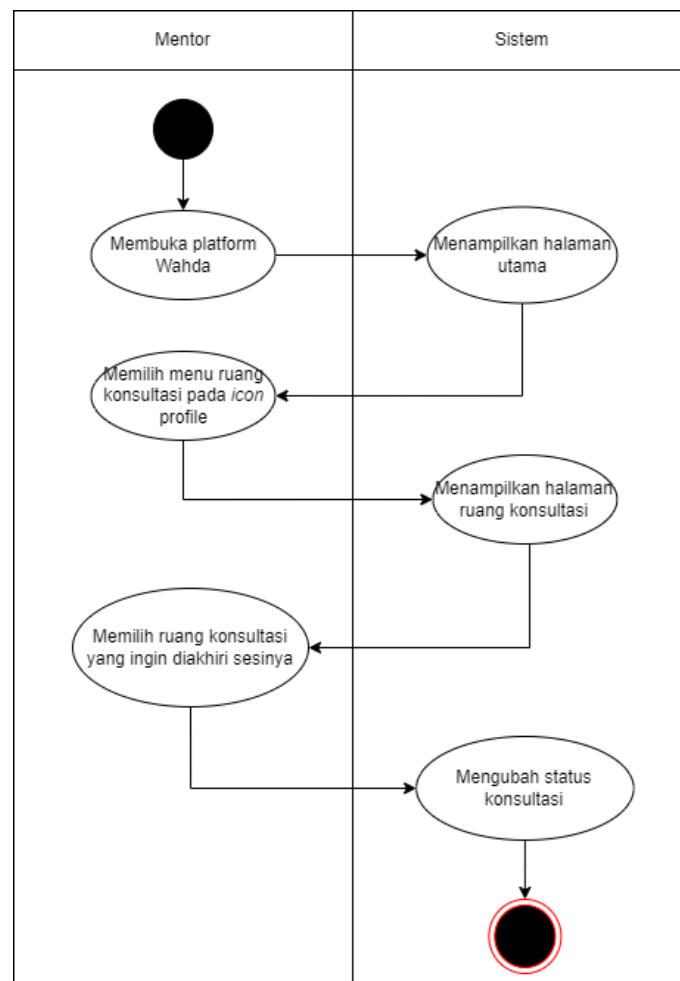 Mentor
Sistem
Membuka platform
Wahda
Menampilkan halaman
utama
Memilih menu ruang
konsultasi pada icon
profile
Menampilkan halaman
ruang konsultasi
Memilih ruang konsultasi
yang ingin diakhiri sesinya
Mengubah status
konsultasi